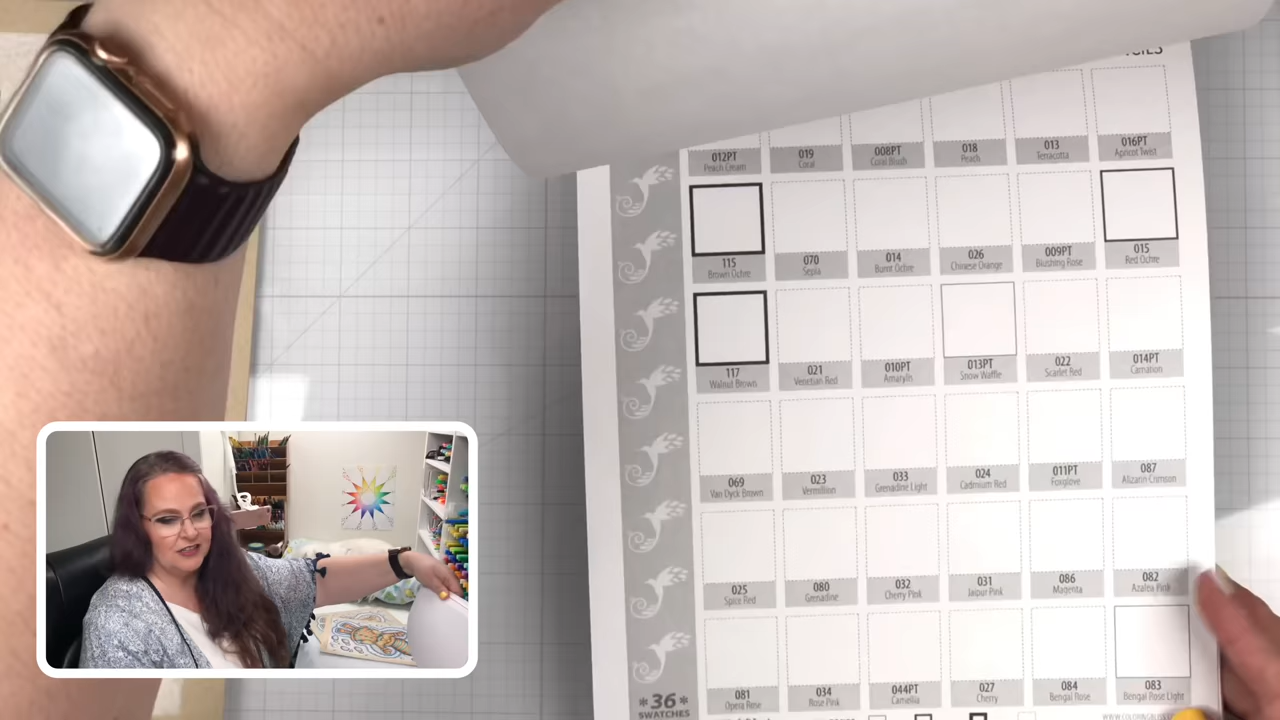 012PT
Peach Cream
019
Coral
008PT
Coral Blush
018
Peach
013
Terracotta
016PT
Apricot Twist
115
Brown Ochre
070
Sepia
014
Burnt Ochre
026
Chinese Orange
009PT
Blushing Rose
015
Red Ochre
117
Walnut Brown
021
Venetian Red
010PT
Amaryllis
013PT
Snow Waffle
022
Scarlet Red
014PT
Carnation
069
Van Dyck Brown
023
Vermillion
033
Grenadine Light
024
Cadmium Red
011PT
Foxglove
087
Alizarin Crimson
025
Spice Red
080
Grenadine
032
Cherry Pink
031
Jaipur Pink
086
Magenta
082
Azalea Pink
081
Opera Rose
034
Rose Pink
044PT
Camellia
027
Cherry
084
Bengal Rose
083
Bengal Rose Light
*36*
SWATCHES